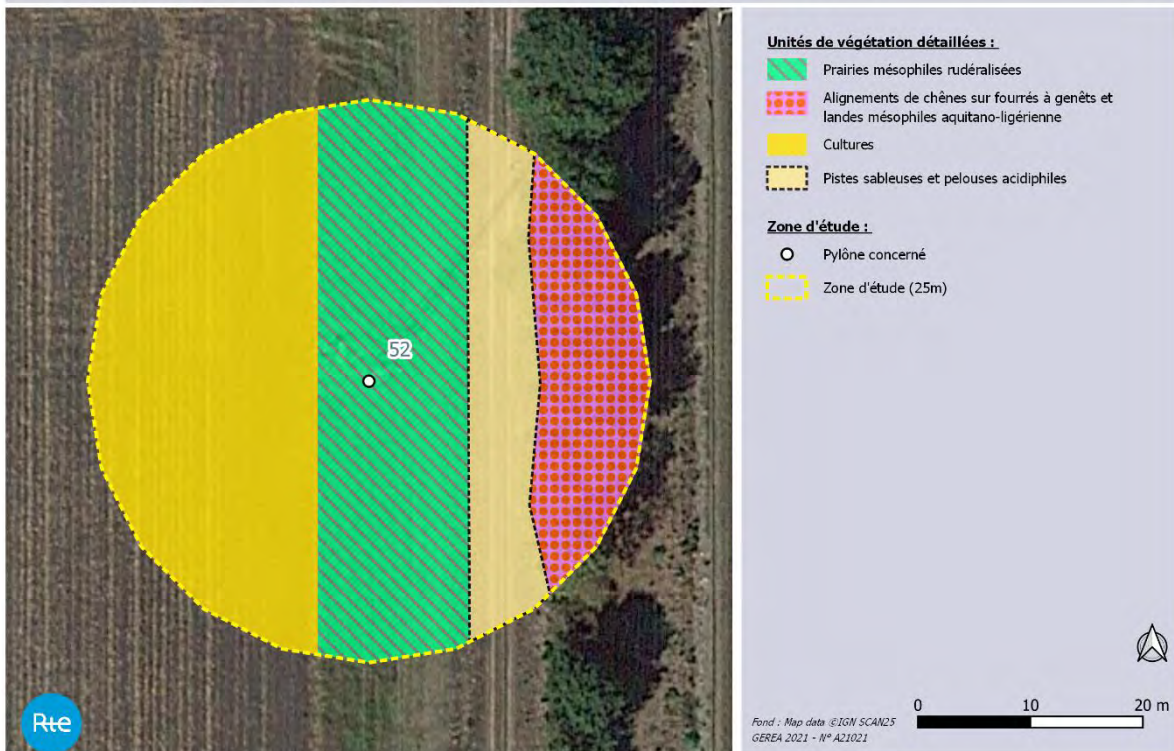 Unités de végétation détaillées :
Prairies mésophiles rudéralisées
Alignements de chênes sur fourrés à genêts et
landes mésophiles aquitano-ligérienne
Cultures
Pistes sableuses et pelouses acidiphiles
Zone d'étude :
Pylône concerné
Zone d'étude (25m)
52
Rte
Fond : Map data ©IGN SCAN25
GEREA 2021 - N° A21021
0 10 20 m